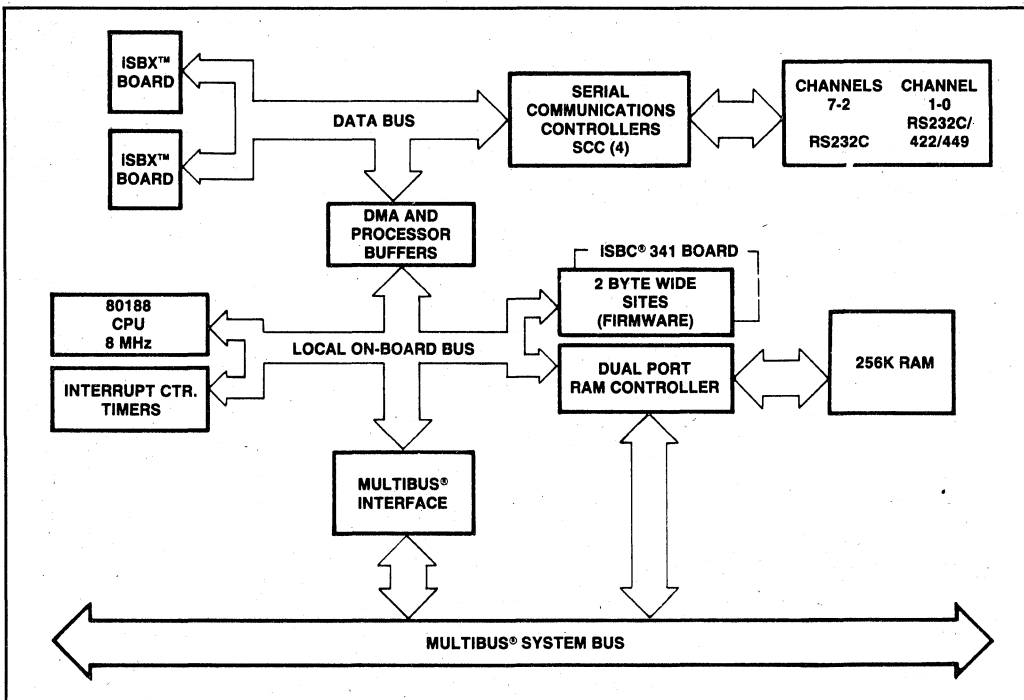 iSBX™
BOARD
iSBX™
BOARD
DATA BUS
SERIAL
COMMUNICATIONS
CONTROLLERS
SCC (4)
CHANNELS
7-2
RS232C
CHANNEL
1-0
RS232C/
422/449
DMA AND
PROCESSOR
BUFFERS
iSBC® 341 BOARD
2 BYTE WIDE
SITES
(FIRMWARE)
80188
CPU
8 MHz
LOCAL ON-BOARD BUS
INTERRUPT CTR.
TIMERS
DUAL PORT
RAM CONTROLLER
256K RAM
MULTIBUS®
INTERFACE
MULTIBUS® SYSTEM BUS